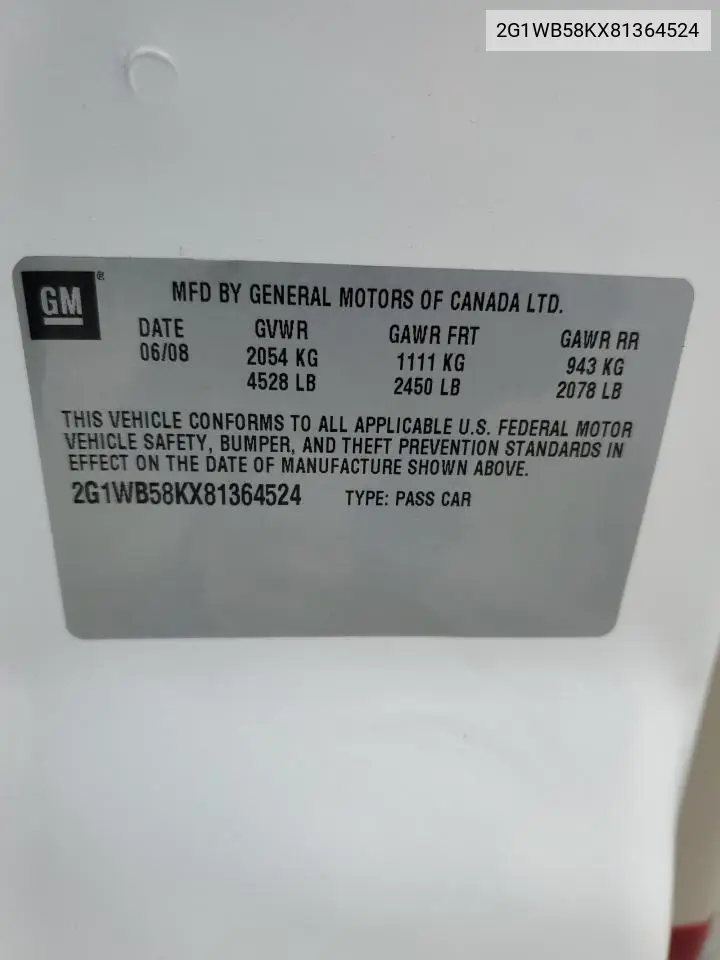 2G1WB58KX81364524
GM®
MFD BY GENERAL MOTORS OF CANADA LTD.
DATE GVWR GAWR FRT GAWR RR
06/08 2054 KG 1111 KG 943 KG
4528 LB 2450 LB 2078 LB
THIS VEHICLE CONFORMS TO ALL APPLICABLE U.S. FEDERAL MOTOR
VEHICLE SAFETY, BUMPER, AND THEFT PREVENTION STANDARDS IN
EFFECT ON THE DATE OF MANUFACTURE SHOWN ABOVE.
2G1WB58KX81364524 TYPE: PASS CAR